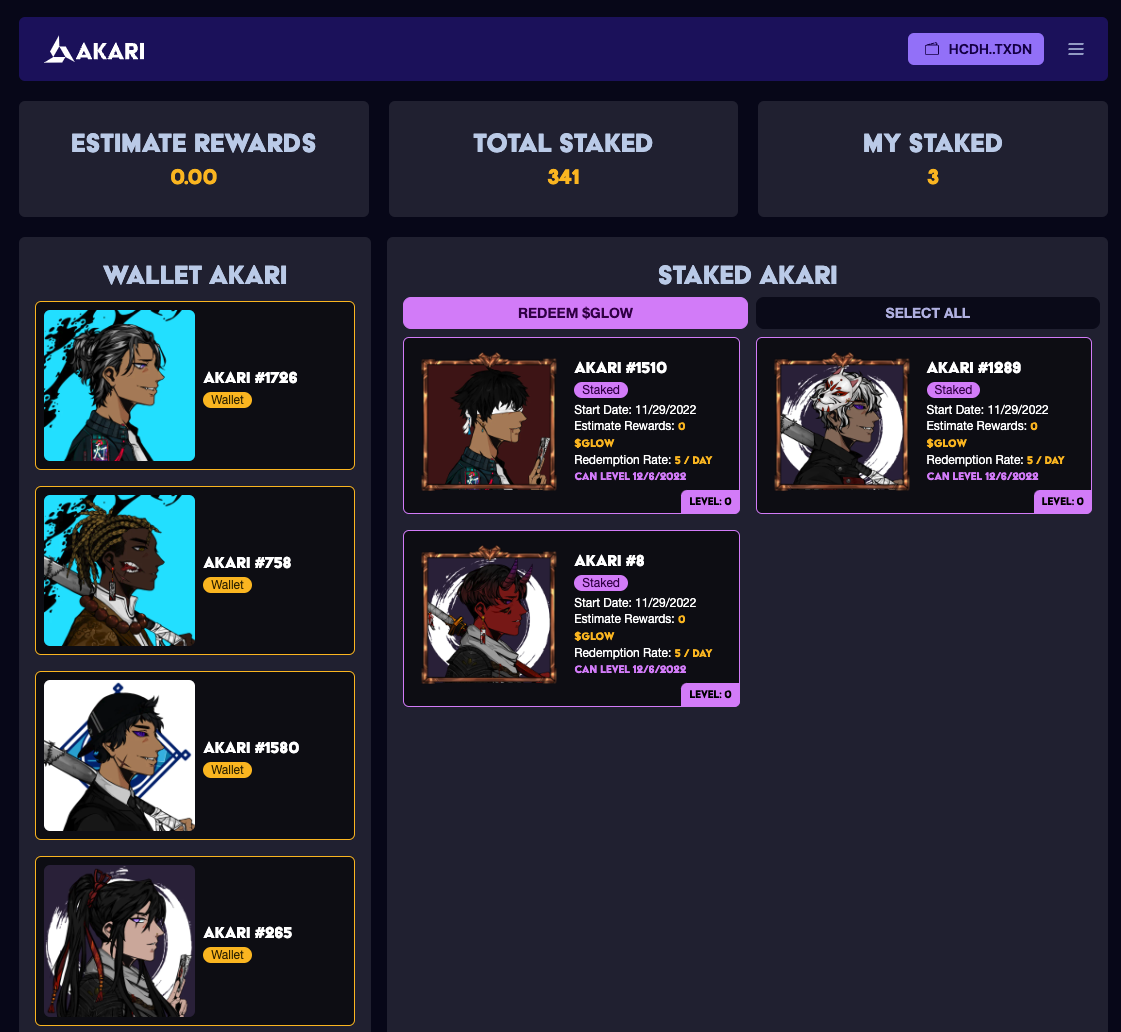 AKARI
HCDH..TXDN
ESTIMATE REWARDS
0.00
TOTAL STAKED
341
MY STAKED
3
WALLET AKARI
AKARI #1726
Wallet
AKARI #758
Wallet
AKARI #1580
Wallet
AKARI #265
Wallet
STAKED AKARI
REDEEM $GLOW
SELECT ALL
AKARI #1510
Staked
Start Date: 11/29/2022
Estimate Rewards: 0
$GLOW
Redemption Rate: 5 / DAY
CAN LEVEL 12/6/2022
LEVEL: 0
AKARI #1289
Staked
Start Date: 11/29/2022
Estimate Rewards: 0
$GLOW
Redemption Rate: 5 / DAY
CAN LEVEL 12/6/2022
LEVEL: 0
AKARI #8
Staked
Start Date: 11/29/2022
Estimate Rewards: 0
$GLOW
Redemption Rate: 5 / DAY
CAN LEVEL 12/6/2022
LEVEL: 0